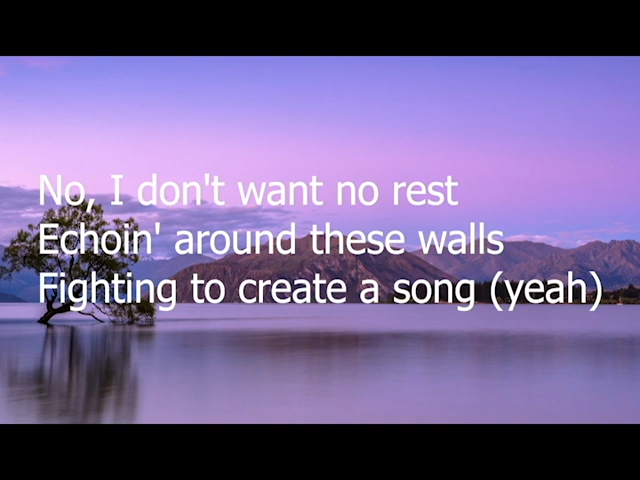 No, I don't want no rest
Echoin' around these walls
Fighting to create a song (yeah)